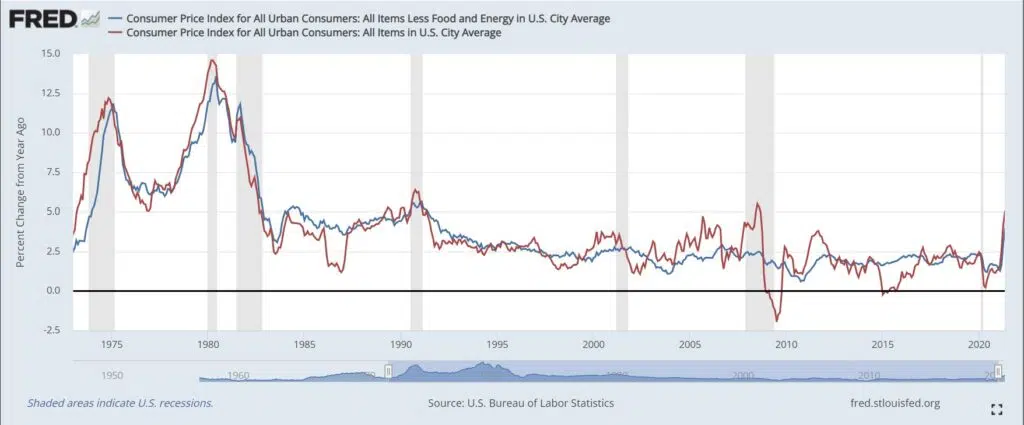 FRED
Consumer Price Index for All Urban Consumers: All Items Less Food and Energy in U.S. City Average
Consumer Price Index for All Urban Consumers: All Items in U.S. City Average
Percent Change from Year Ago
15.0
12.5
10.0
7.5
5.0
2.5
0.0
-2.5
1975 1980 1985 1990 1995 2000 2005 2010 2015 2020
1950 1960 2000 2010
Shaded areas indicate U.S. recessions.
Source: U.S. Bureau of Labor Statistics
fred.stlouisfed.org